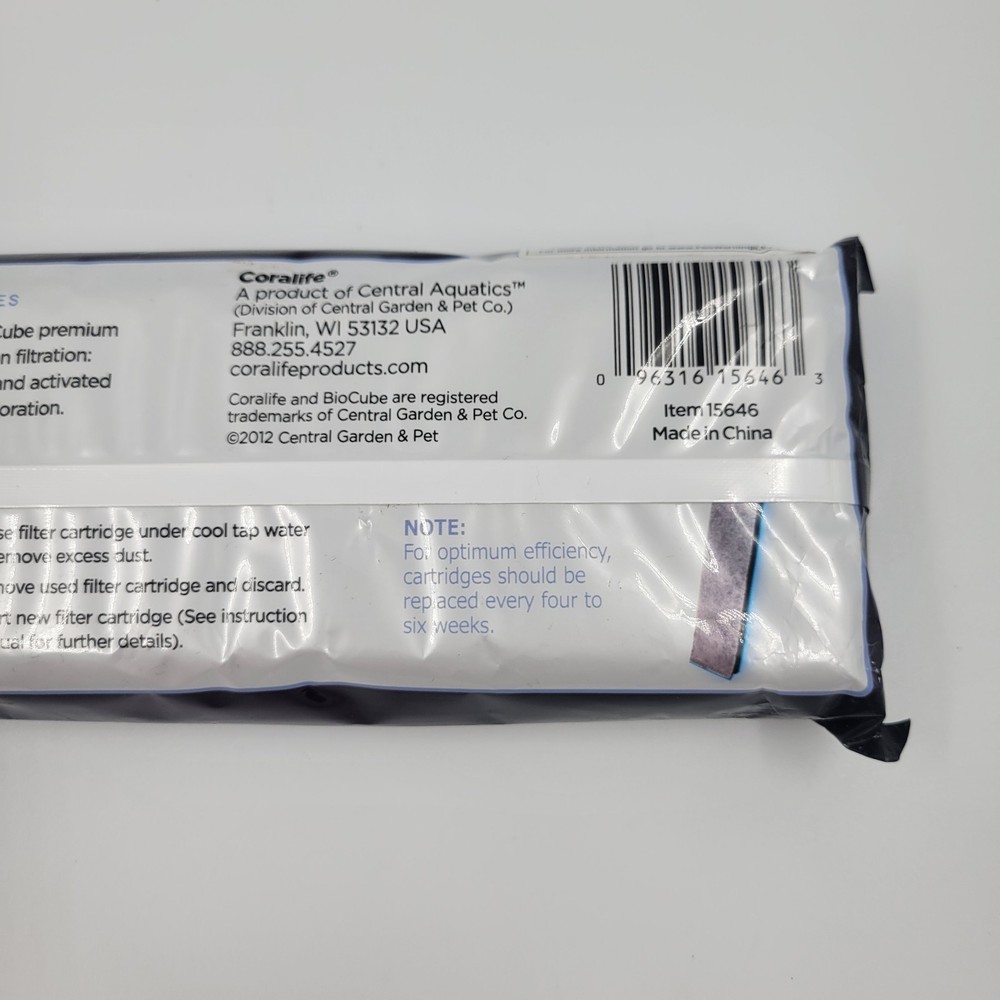 ES
Cube premium
n filtration:
and activated
oration.
Coralife®
A product of Central Aquatics™
(Division of Central Garden & Pet Co.)
Franklin, WI 53132 USA
888.255.4527
coralifeproducts.com
Coralife and BioCube are registered
trademarks of Central Garden & Pet Co.
©2012 Central Garden & Pet
0 96316 15646 3
Item 15646
Made in China
se filter cartridge under cool tap water
emove excess dust.
move used filter cartridge and discard.
rt new filter cartridge (See instruction
ual for further details).
NOTE:
For optimum efficiency,
cartridges should be
replaced every four to
six weeks.